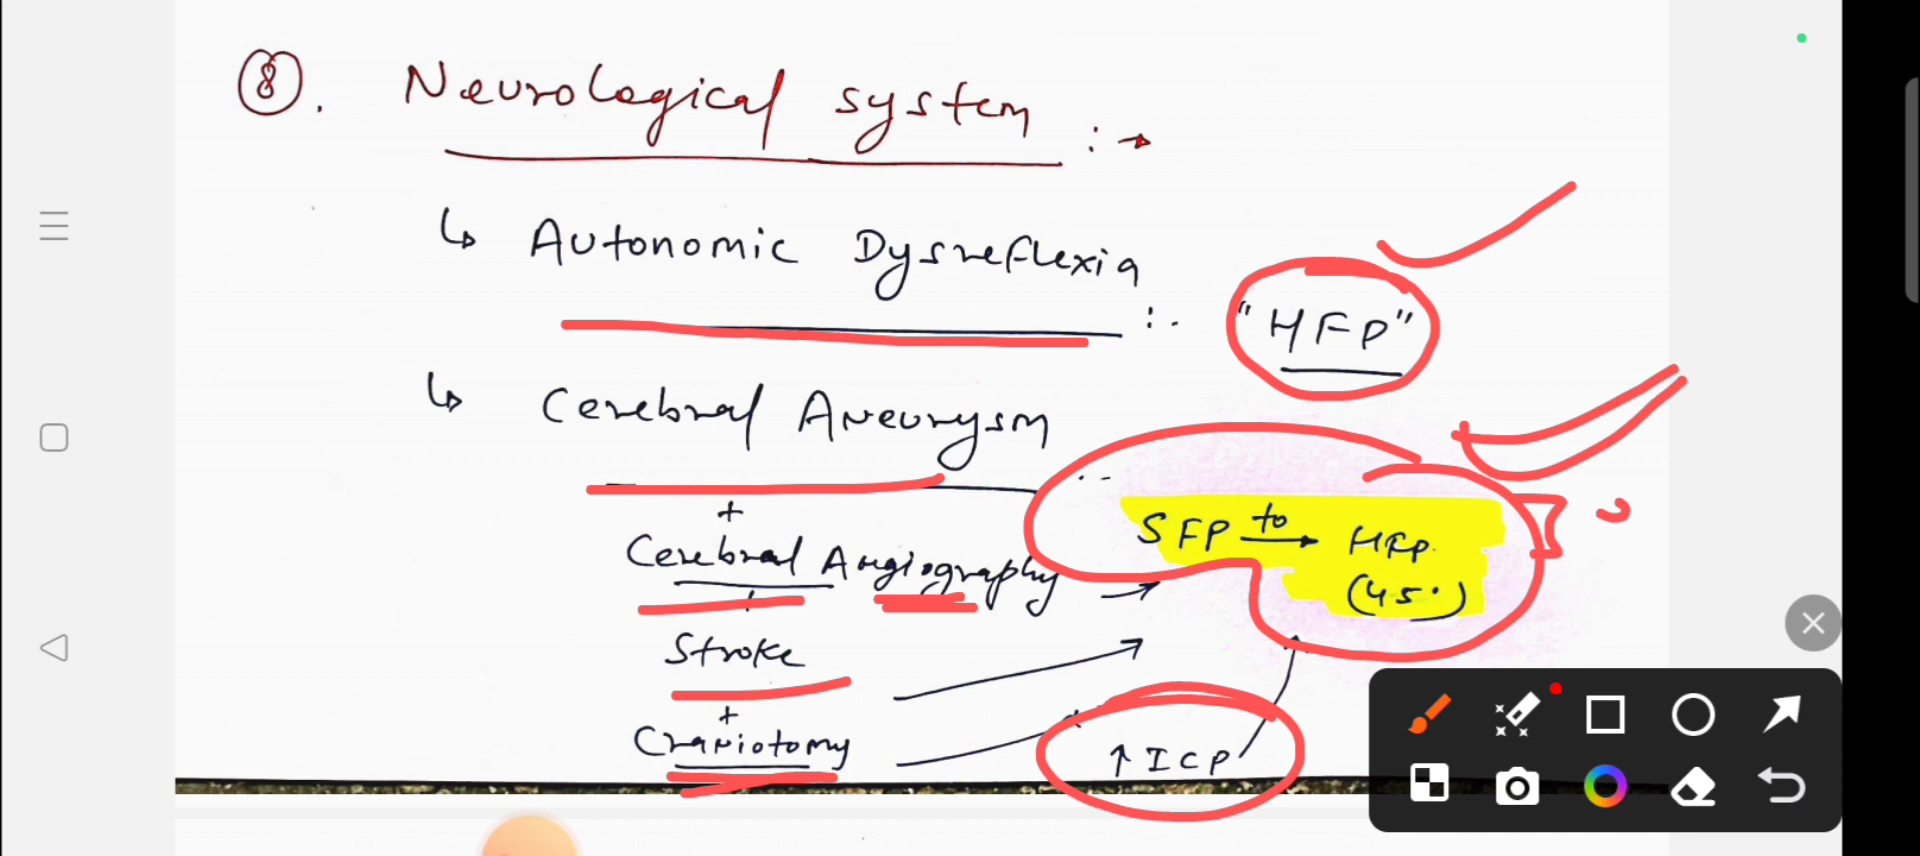 8. Neurological system :→
↳ Autonomic Dysreflexia :- "HFP"
↳ Cerebral Aneurysm
+
Cerebral Angiography →
SFP to → HFP
(45°)
+
Stroke →
+
Craniotomy →
↑ ICP